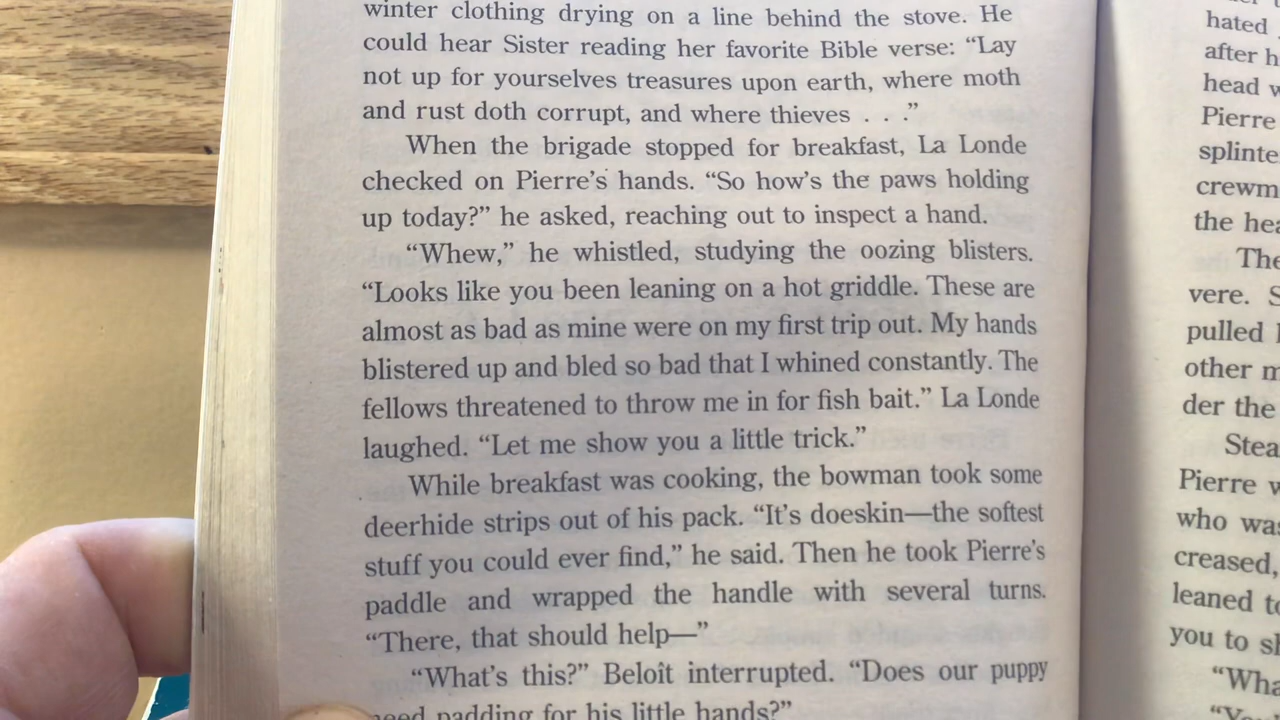 winter clothing drying on a line behind the stove. He
could hear Sister reading her favorite Bible verse: “Lay
not up for yourselves treasures upon earth, where moth
and rust doth corrupt, and where thieves . . .”
When the brigade stopped for breakfast, La Londe
checked on Pierre’s hands. “So how’s the paws holding
up today?” he asked, reaching out to inspect a hand.
“Whew,” he whistled, studying the oozing blisters.
“Looks like you been leaning on a hot griddle. These are
almost as bad as mine were on my first trip out. My hands
blistered up and bled so bad that I whined constantly. The
fellows threatened to throw me in for fish bait.” La Londe
laughed. “Let me show you a little trick.”
While breakfast was cooking, the bowman took some
deerhide strips out of his pack. “It’s doeskin—the softest
stuff you could ever find,” he said. Then he took Pierre’s
paddle and wrapped the handle with several turns.
“There, that should help—”
“What’s this?” Beloît interrupted. “Does our puppy
need padding for his little hands?”
hated
after h
head w
Pierre
splinte
crewm
the hea
The
vere. S
pulled
other m
der the
Stea
Pierre w
who was
creased,
leaned to
you to sh
“Wha